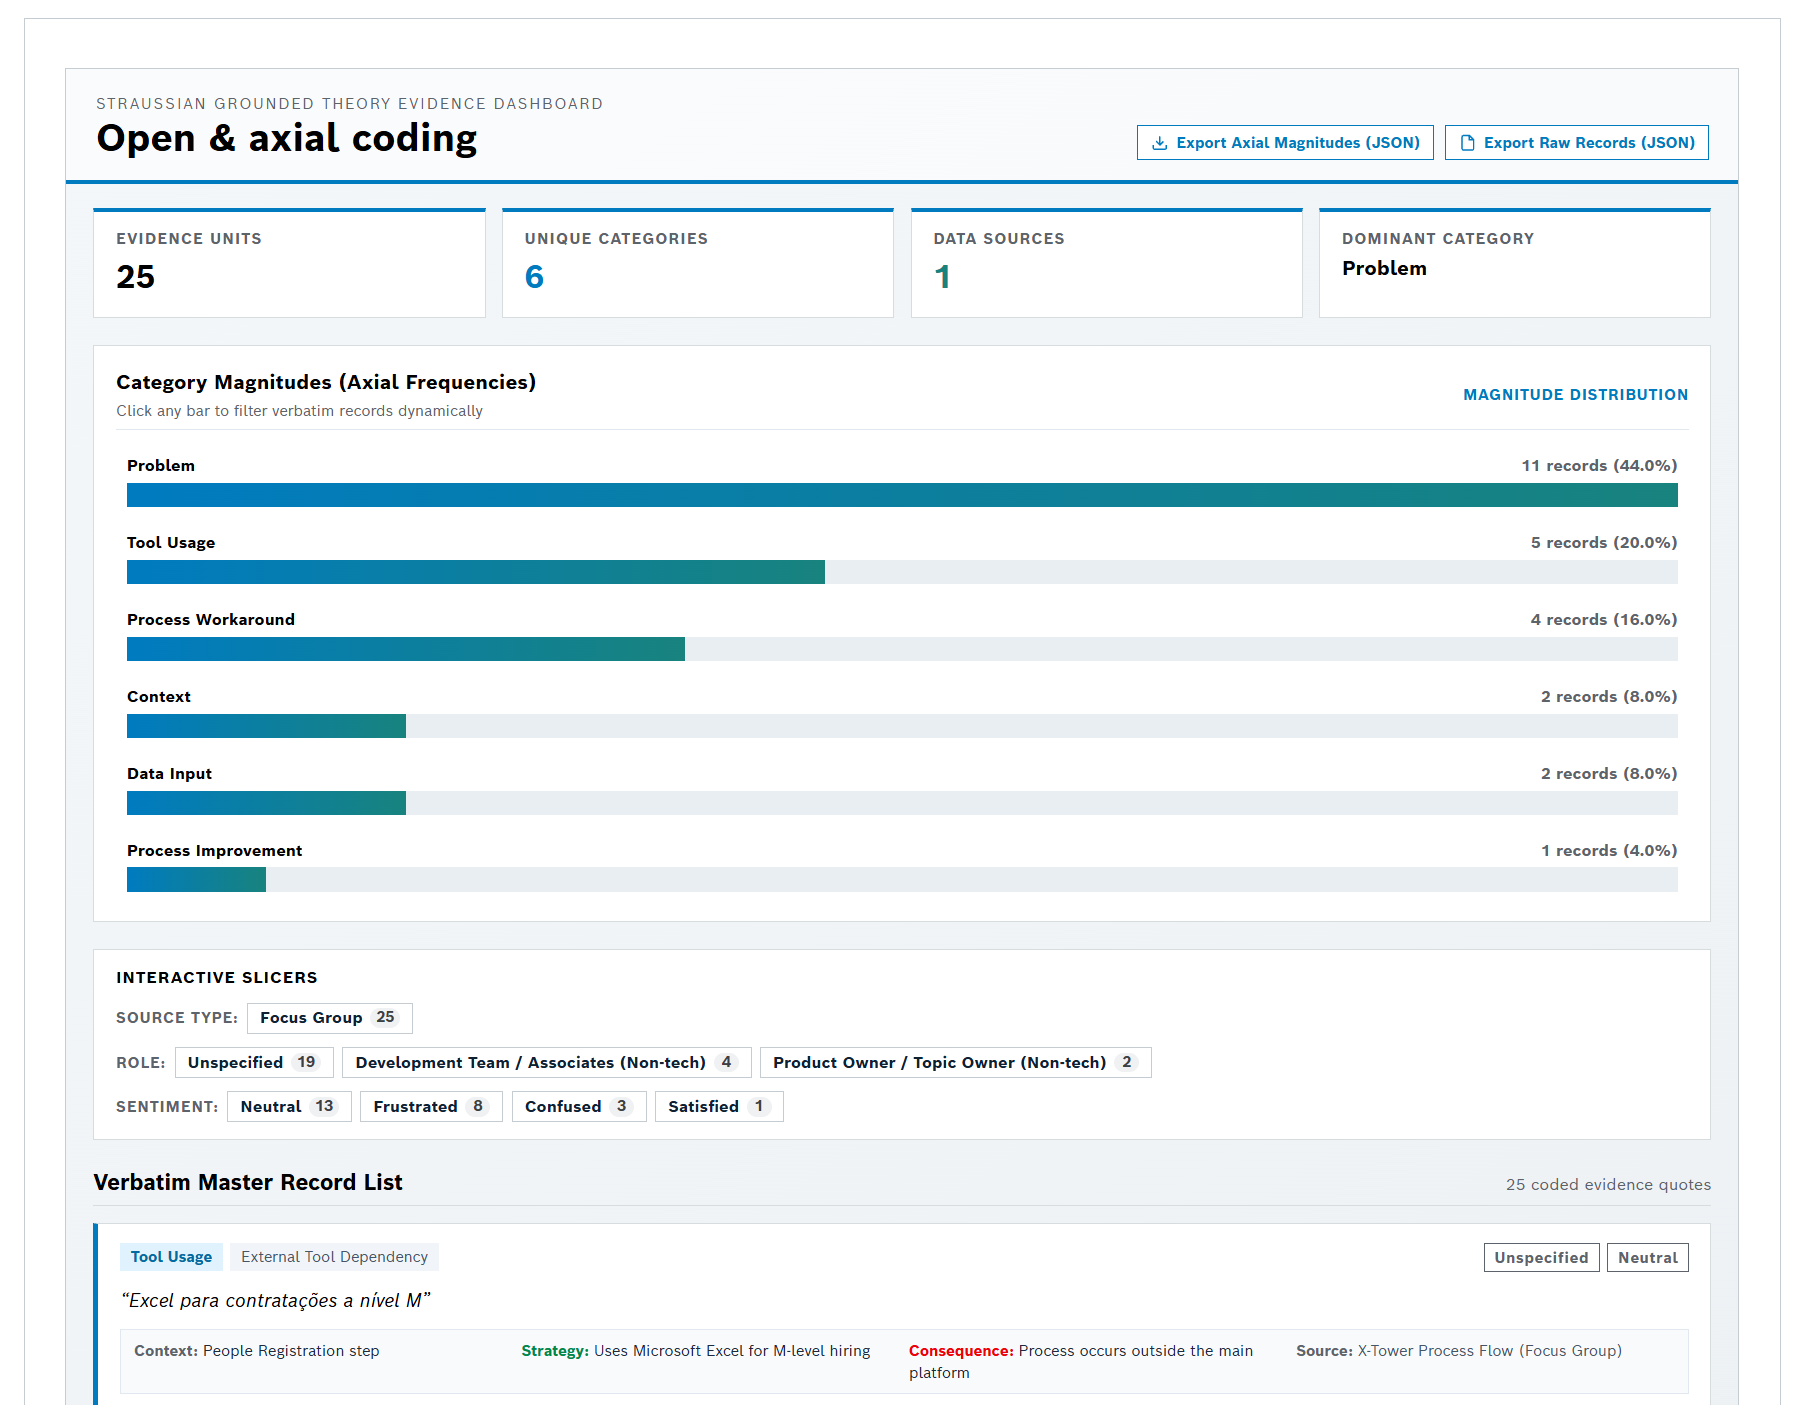 STRAUSSIAN GROUNDED THEORY EVIDENCE DASHBOARD
Open & axial coding
Export Axial Magnitudes (JSON)
Export Raw Records (JSON)
EVIDENCE UNITS
25
UNIQUE CATEGORIES
6
DATA SOURCES
1
DOMINANT CATEGORY
Problem
Category Magnitudes (Axial Frequencies)
Click any bar to filter verbatim records dynamically
MAGNITUDE DISTRIBUTION
Problem
11 records (44.0%)
Tool Usage
5 records (20.0%)
Process Workaround
4 records (16.0%)
Context
2 records (8.0%)
Data Input
2 records (8.0%)
Process Improvement
1 records (4.0%)
INTERACTIVE SLICERS
SOURCE TYPE: Focus Group 25
ROLE: Unspecified 19 Development Team / Associates (Non-tech) 4 Product Owner / Topic Owner (Non-tech) 2
SENTIMENT: Neutral 13 Frustrated 8 Confused 3 Satisfied 1
Verbatim Master Record List
25 coded evidence quotes
Tool Usage External Tool Dependency
Unspecified Neutral
“Excel para contratações a nível M”
Context: People Registration step
Strategy: Uses Microsoft Excel for M-level hiring
Consequence: Process occurs outside the main
platform
Source: X-Tower Process Flow (Focus Group)